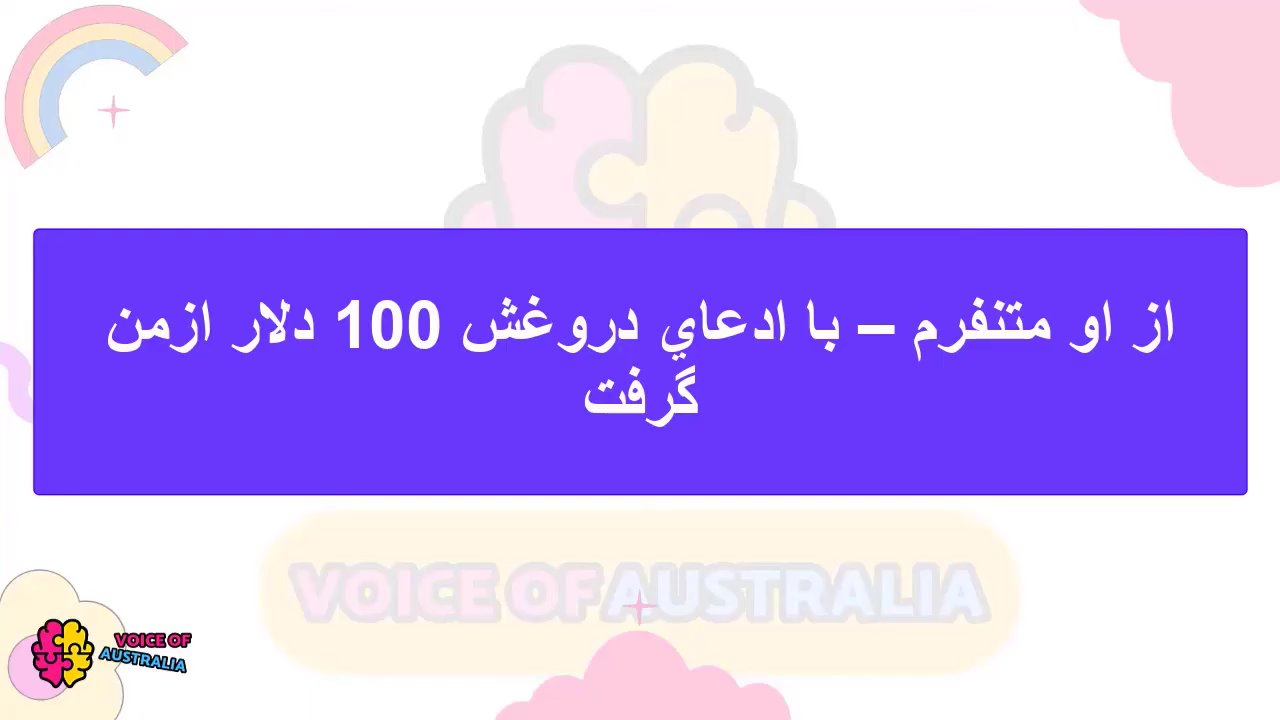 از او متنفرم – با ادعاي دروغش 100 دلار ازمن
گرفت
VOICE OF AUSTRALIA
VOICE OF
AUSTRALIA